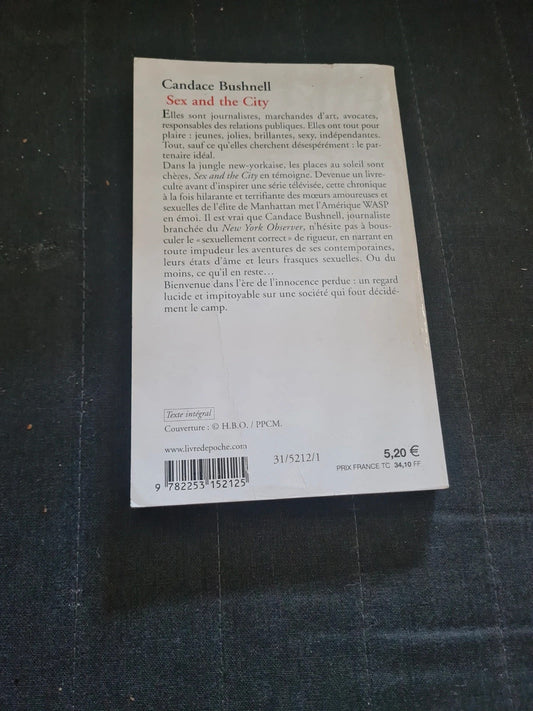 Candace Bushnell
Sex and the City
Elles sont journalistes, marchandes d'art, avocates,
responsables des relations publiques. Elles ont tout pour
plaire : jeunes, jolies, brillantes, sexy, indépendantes.
Tout, sauf ce qu'elles cherchent désespérément : le par-
tenaire idéal.
Dans la jungle new-yorkaise, les places au soleil sont
chères, Sex and the City en témoigne. Devenue un livre-
culte avant d'inspirer une série télévisée, cette chronique
à la fois hilarante et terrifiante des mœurs amoureuses et
sexuelles de l'élite de Manhattan met l'Amérique WASP
en émoi. Il est vrai que Candace Bushnell, journaliste
branchée du New York Observer, n'hésite pas à bous-
culer le « sexuellement correct » de rigueur, en narrant en
toute impudeur les aventures de ses contemporaines,
leurs états d'âme et leurs frasques sexuelles. Ou du
moins, ce qu'il en reste…
Bienvenue dans l'ère de l'innocence perdue : un regard
lucide et impitoyable sur une société qui fout décidé-
ment le camp.
Texte intégral
Couverture : © H.B.O. / PPCM.
www.livredepoche.com
31/5212/1
5,20 €
PRIX FRANCE TC 34,10 FF
9 782253 152125